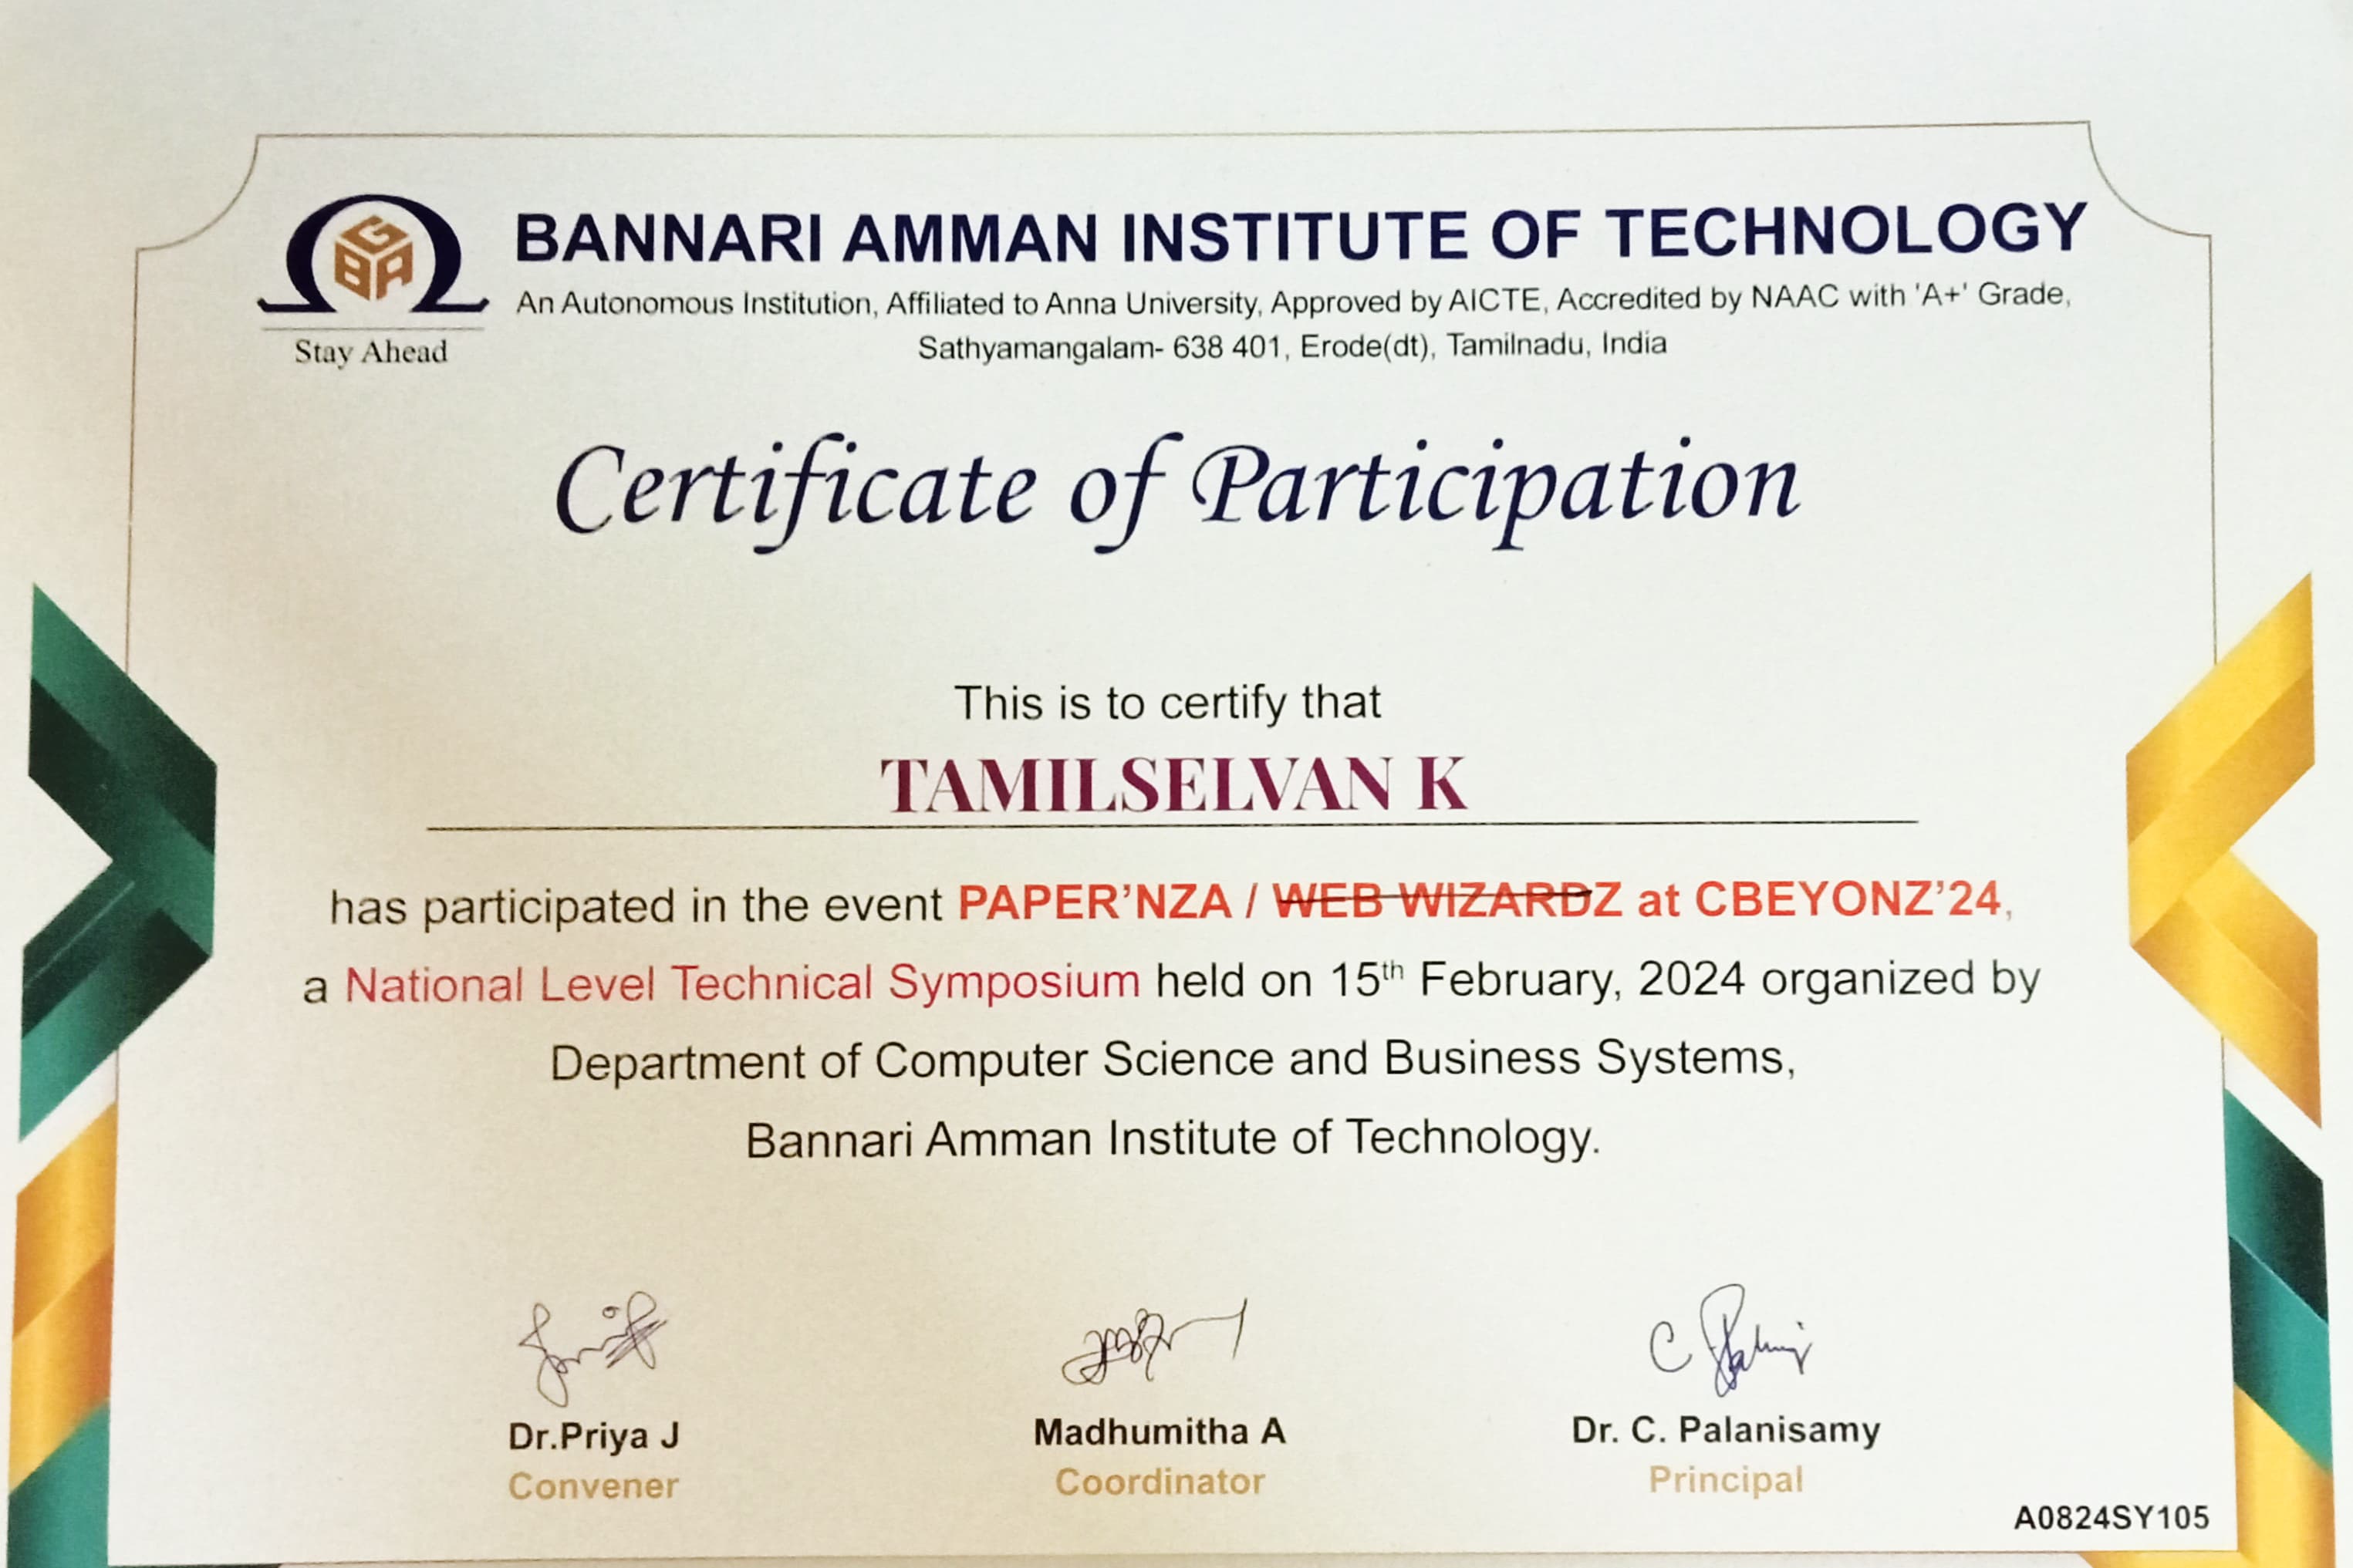 GBA
Stay Ahead
BANNARI AMMAN INSTITUTE OF TECHNOLOGY
An Autonomous Institution, Affiliated to Anna University, Approved by AICTE, Accredited by NAAC with 'A+' Grade,
Sathyamangalam- 638 401, Erode(dt), Tamilnadu, India
Certificate of Participation
This is to certify that
TAMILSELVAN K
has participated in the event PAPER’NZA / WEB WIZARDZ at CBEYONZ’24,
a National Level Technical Symposium held on 15th February, 2024 organized by
Department of Computer Science and Business Systems,
Bannari Amman Institute of Technology.
Dr.Priya J
Convener
Madhumitha A
Coordinator
Dr. C. Palanisamy
Principal
A0824SY105